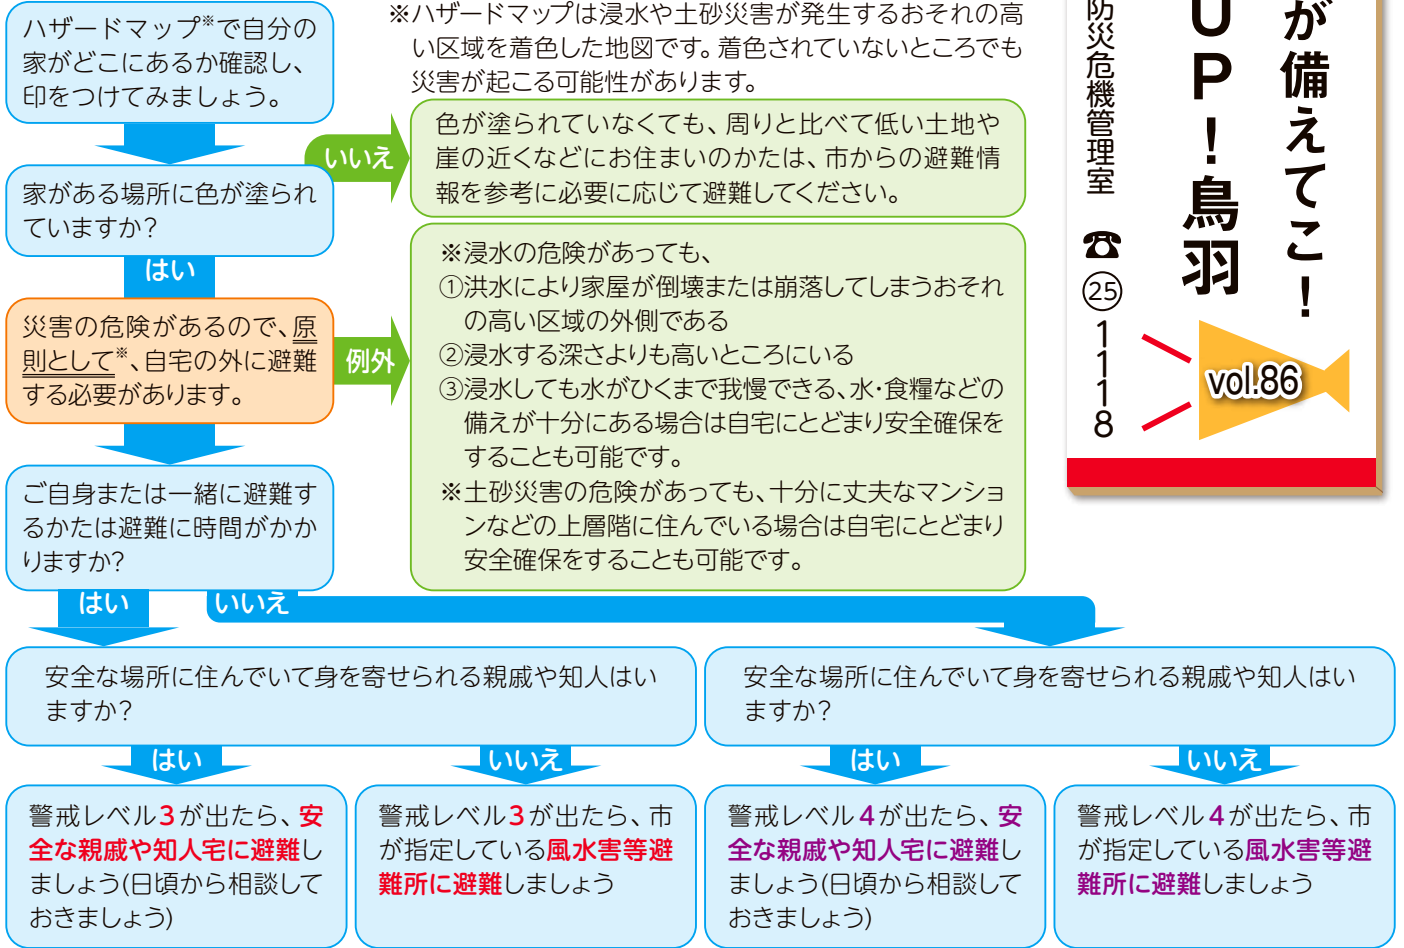 ハザードマップ※で自分の
家がどこにあるか確認し、
印をつけてみましょう。
※ハザードマップは浸水や土砂災害が発生するおそれの高
い区域を着色した地図です。着色されていないところでも
災害が起こる可能性があります。
家がある場所に色が塗られ
ていますか?
いいえ
色が塗られていなくても、周りと比べて低い土地や
崖の近くなどにお住まいのかたは、市からの避難情
報を参考に必要に応じて避難してください。
はい
災害の危険があるので、原
則として※、自宅の外に避難
する必要があります。
例外
※浸水の危険があっても、
①洪水により家屋が倒壊または崩落してしまうおそれ
の高い区域の外側である
②浸水する深さよりも高いところにいる
③浸水しても水がひくまで我慢できる、水・食糧などの
備えが十分にある場合は自宅にとどまり安全確保を
することも可能です。
※土砂災害の危険があっても、十分に丈夫なマンショ
ンなどの上層階に住んでいる場合は自宅にとどまり
安全確保をすることも可能です。
ご自身または一緒に避難す
るかたは避難に時間がかか
りますか?
はい
いいえ
安全な場所に住んでいて身を寄せられる親戚や知人はい
ますか?
はい
いいえ
警戒レベル3が出たら、安
全な親戚や知人宅に避難し
ましょう(日頃から相談して
おきましょう)
警戒レベル3が出たら、市
が指定している風水害等避
難所に避難しましょう
安全な場所に住んでいて身を寄せられる親戚や知人はい
ますか?
はい
いいえ
警戒レベル4が出たら、安
全な親戚や知人宅に避難し
ましょう(日頃から相談して
おきましょう)
警戒レベル4が出たら、市
が指定している風水害等避
難所に避難しましょう
が備えてこ!
UP!鳥羽
防災危機管理室 ☎㉕1118
vol.86